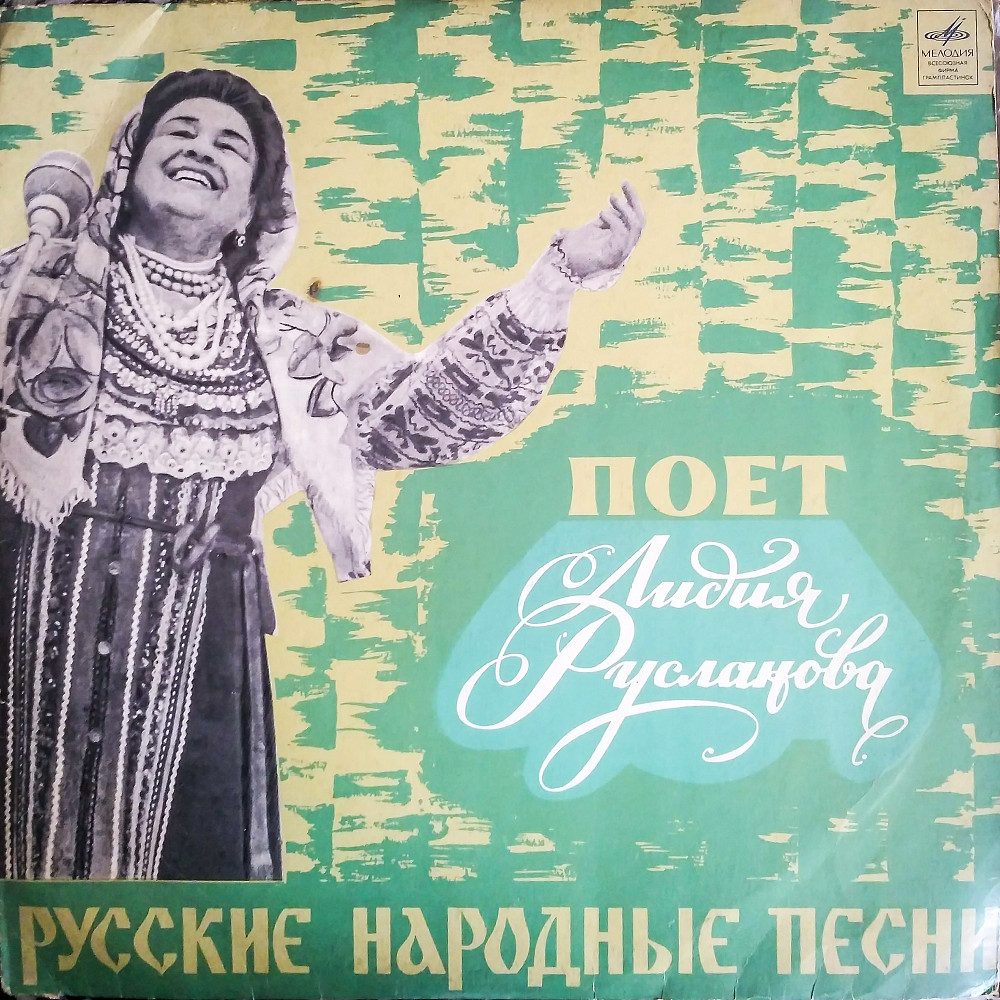 МЕЛОДИЯ
ВСЕСОЮЗНАЯ
ФИРМА
ГРАМПЛАСТИНОК
ПОЕТ
Лидия
Русланова
РУССКИЕ НАРОДНЫЕ ПЕСНИ